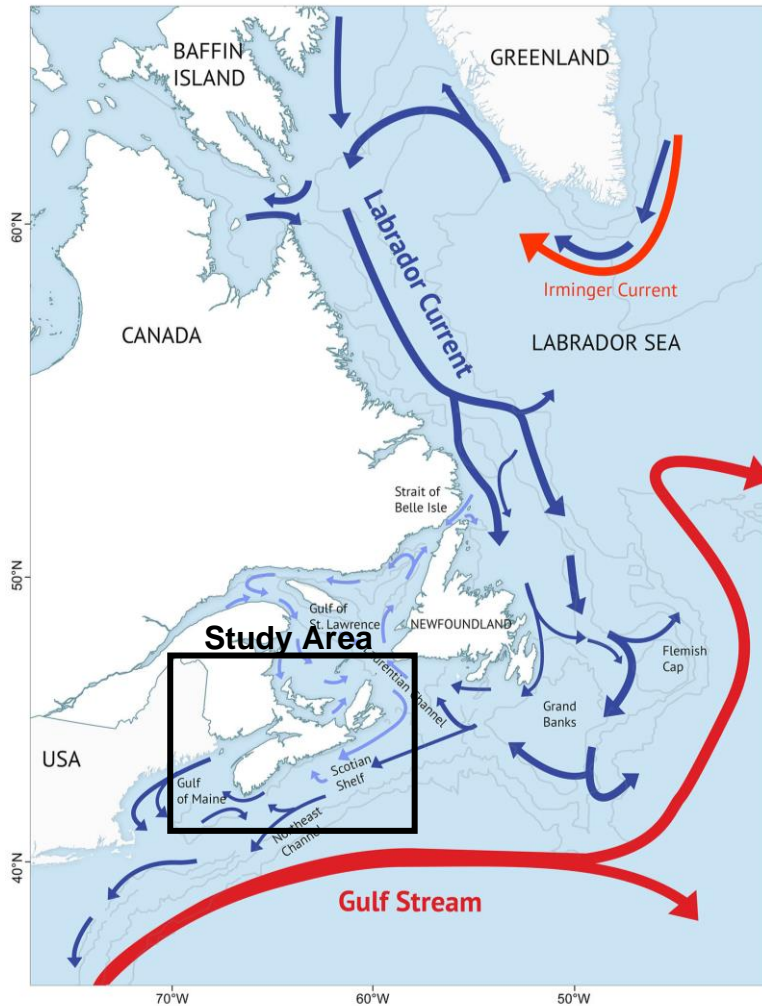 BAFFIN
ISLAND
GREENLAND
60°N
Labrador Current
Irminger Current
CANADA
LABRADOR SEA
Strait of
Belle Isle
50°N
Gulf of
St. Lawrence
NEWFOUNDLAND
Study Area
Laurentian Channel
Flemish
Cap
Grand
Banks
USA
Gulf
of Maine
Scotian
Shelf
Northeast
Channel
40°N
Gulf Stream
70°W
60°W
50°W